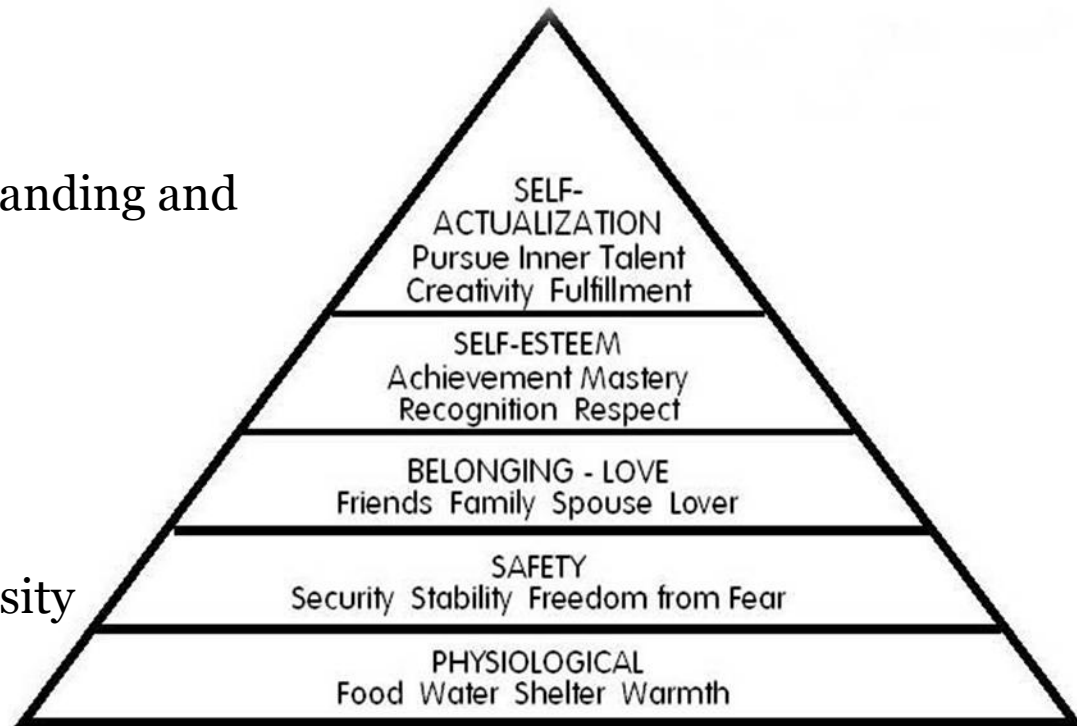 anding and
SELF-
ACTUALIZATION
Pursue Inner Talent
Creativity Fulfillment
SELF-ESTEEM
Achievement Mastery
Recognition Respect
BELONGING - LOVE
Friends Family Spouse Lover
SAFETY
sity
Security Stability Freedom from Fear
PHYSIOLOGICAL
Food Water Shelter Warmth